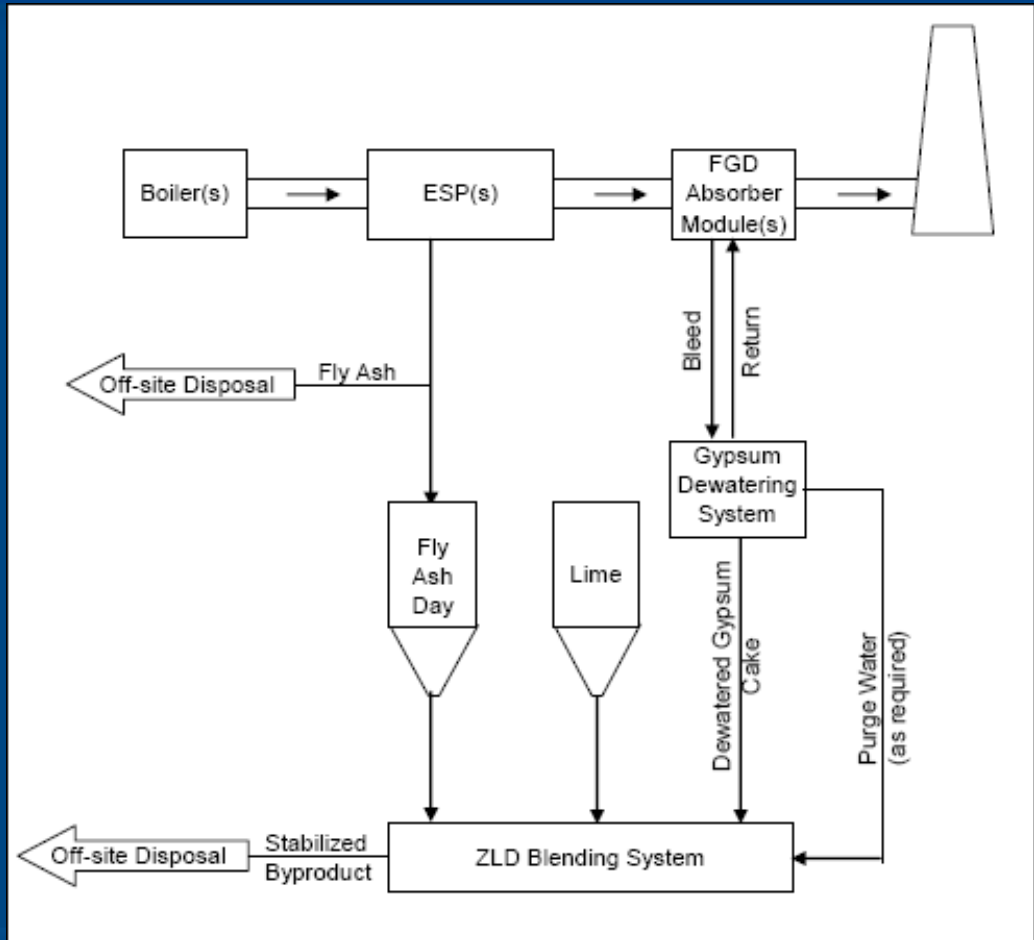 Boiler(s)
ESP(s)
FGD
Absorber
Module(s)
Bleed
Return
Fly Ash
Off-site Disposal
Gypsum
Dewatering
System
Fly
Ash
Day
Lime
Dewatered Gypsum
Cake
Purge Water
(as required)
Off-site Disposal
Stabilized
Byproduct
ZLD Blending System